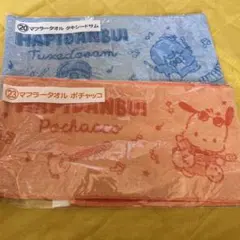 ⑳ マフラータオル タキシードサム
HAPIDANBUI
Tuxedosam
㉓ マフラータオル ポチャッコ
HAPIDANBUI
Pochacco